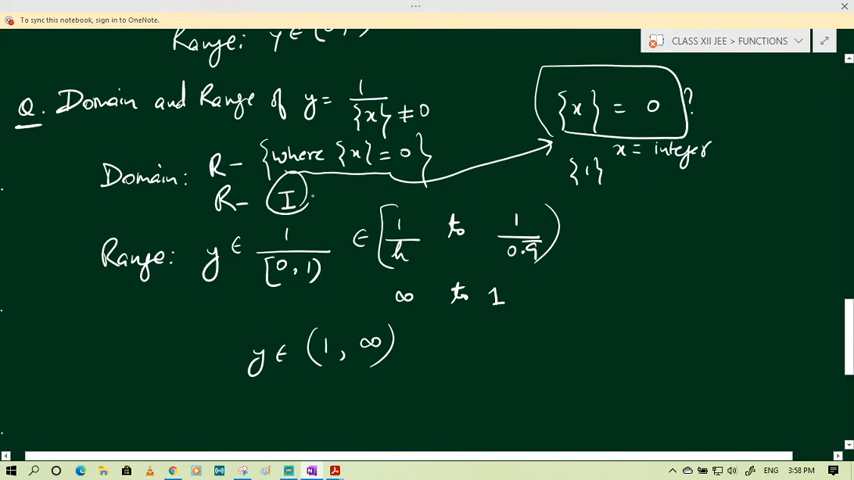 To sync this notebook, sign in to OneNote.
CLASS XII JEE > FUNCTIONS
Range: y ∈
Q. Domain and Range of y = 1/{x} ≠ 0
{x} = 0 ?
x = integer
{1}
Domain: R - {where {x} = 0}
R - I
Range: y ∈ 1/[0, 1) ∈ [1/h to 1/0.9̅)
∞ to 1
y ∈ (1, ∞)
ENG 3:58 PM